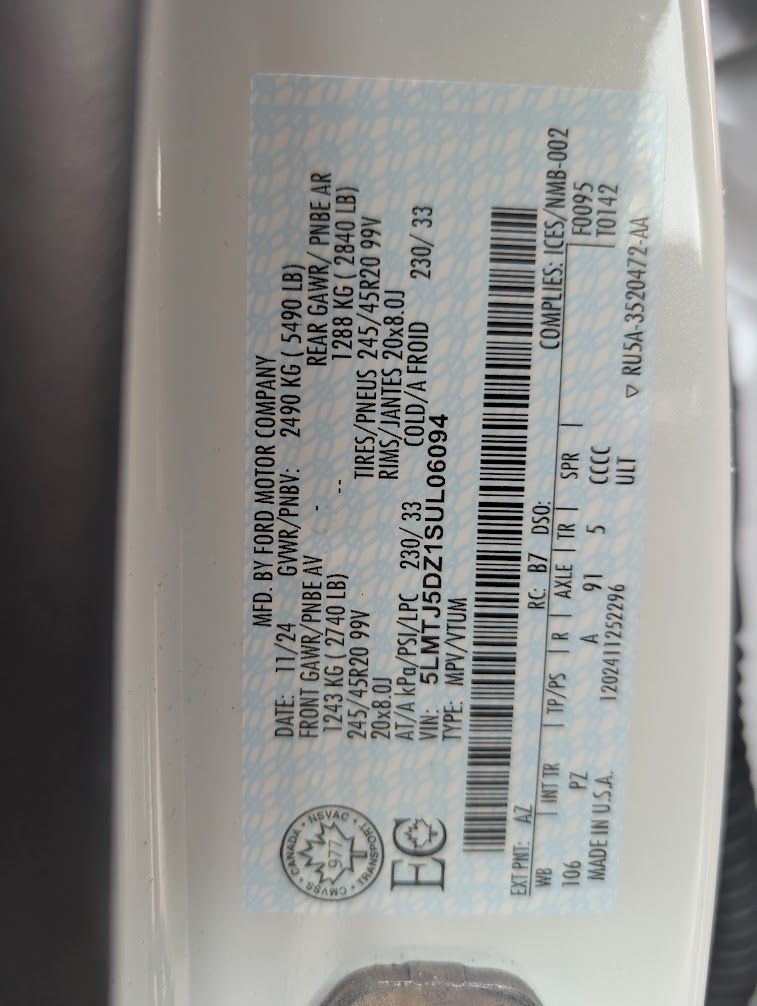 MFD. BY FORD MOTOR COMPANY
DATE: 11/24 GVWR/PNBV: 2490 KG ( 5490 LB)
FRONT GAWR/PNBE AV REAR GAWR/ PNBE AR
1243 KG ( 2740 LB) - 1288 KG ( 2840 LB)
245/45R20 99V -- TIRES/PNEUS 245/45R20 99V
20x8.0J RIMS/JANTES 20x8.0J
AT/A kPa/PSI/LPC 230/ 33 COLD/A FROID 230/ 33
VIN: 5LMTJ5DZ1SUL06094
TYPE: MPV/VTUM
CANADA • NSVAC • TRANSPORT • CMVSS •
977
T
EC
EXT PNT: AZ RC: B7 DSO: COMPLIES: ICES/NMB-002
WB | INT TR | TP/PS | R | AXLE | TR | SPR | F0095
106 PZ A 91 5 CCCC T0142
MADE IN U.S.A. 1202411252296 ULT
▽ RU5A-3520472-AA